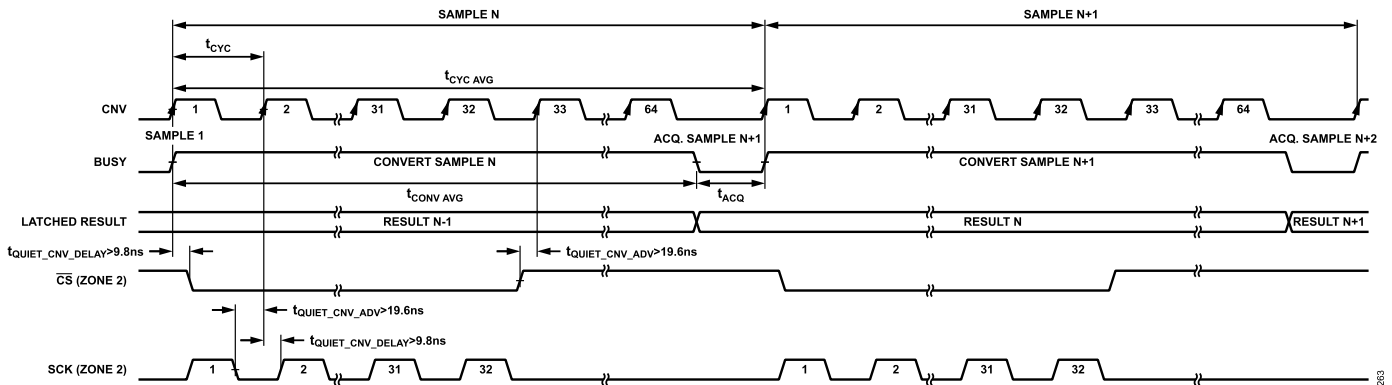 SAMPLE N SAMPLE N+1
tCYC
tCYC AVG
CNV 1 2 31 32 33 64 1 2 31 32 33 64
SAMPLE 1 ACQ. SAMPLE N+1 ACQ. SAMPLE N+2
BUSY CONVERT SAMPLE N CONVERT SAMPLE N+1
tCONV AVG tACQ
LATCHED RESULT RESULT N-1 RESULT N RESULT N+1
tQUIET_CNV_DELAY>9.8ns tQUIET_CNV_ADV>19.6ns
CS (ZONE 2)
tQUIET_CNV_ADV>19.6ns
tQUIET_CNV_DELAY>9.8ns
SCK (ZONE 2) 1 2 31 32 1 2 31 32
263